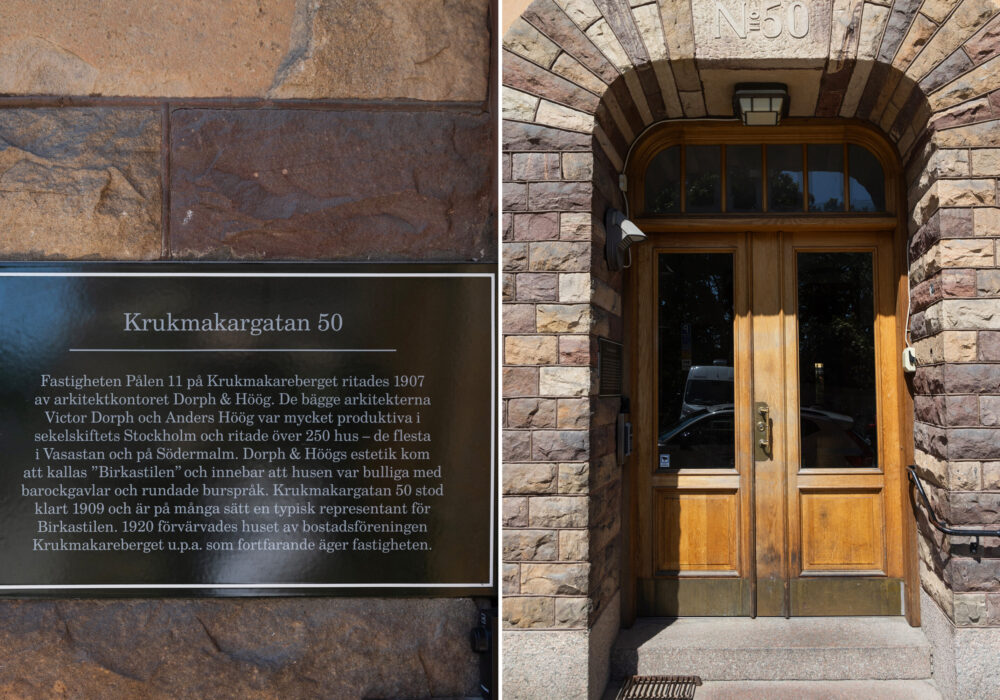 Krukmakargatan 50
Fastigheten Pålen 11 på Krukmakareberget ritades 1907
av arkitektkontoret Dorph & Höög. De bägge arkitekterna
Victor Dorph och Anders Höög var mycket produktiva i
sekelskiftets Stockholm och ritade över 250 hus – de flesta
i Vasastan och på Södermalm. Dorph & Höögs estetik kom
att kallas ”Birkastilen” och innebar att husen var bulliga med
barockgavlar och rundade burspråk. Krukmakargatan 50 stod
klart 1909 och är på många sätt en typisk representant för
Birkastilen. 1920 förvärvades huset av bostadsföreningen
Krukmakareberget u.p.a. som fortfarande äger fastigheten.
No 50